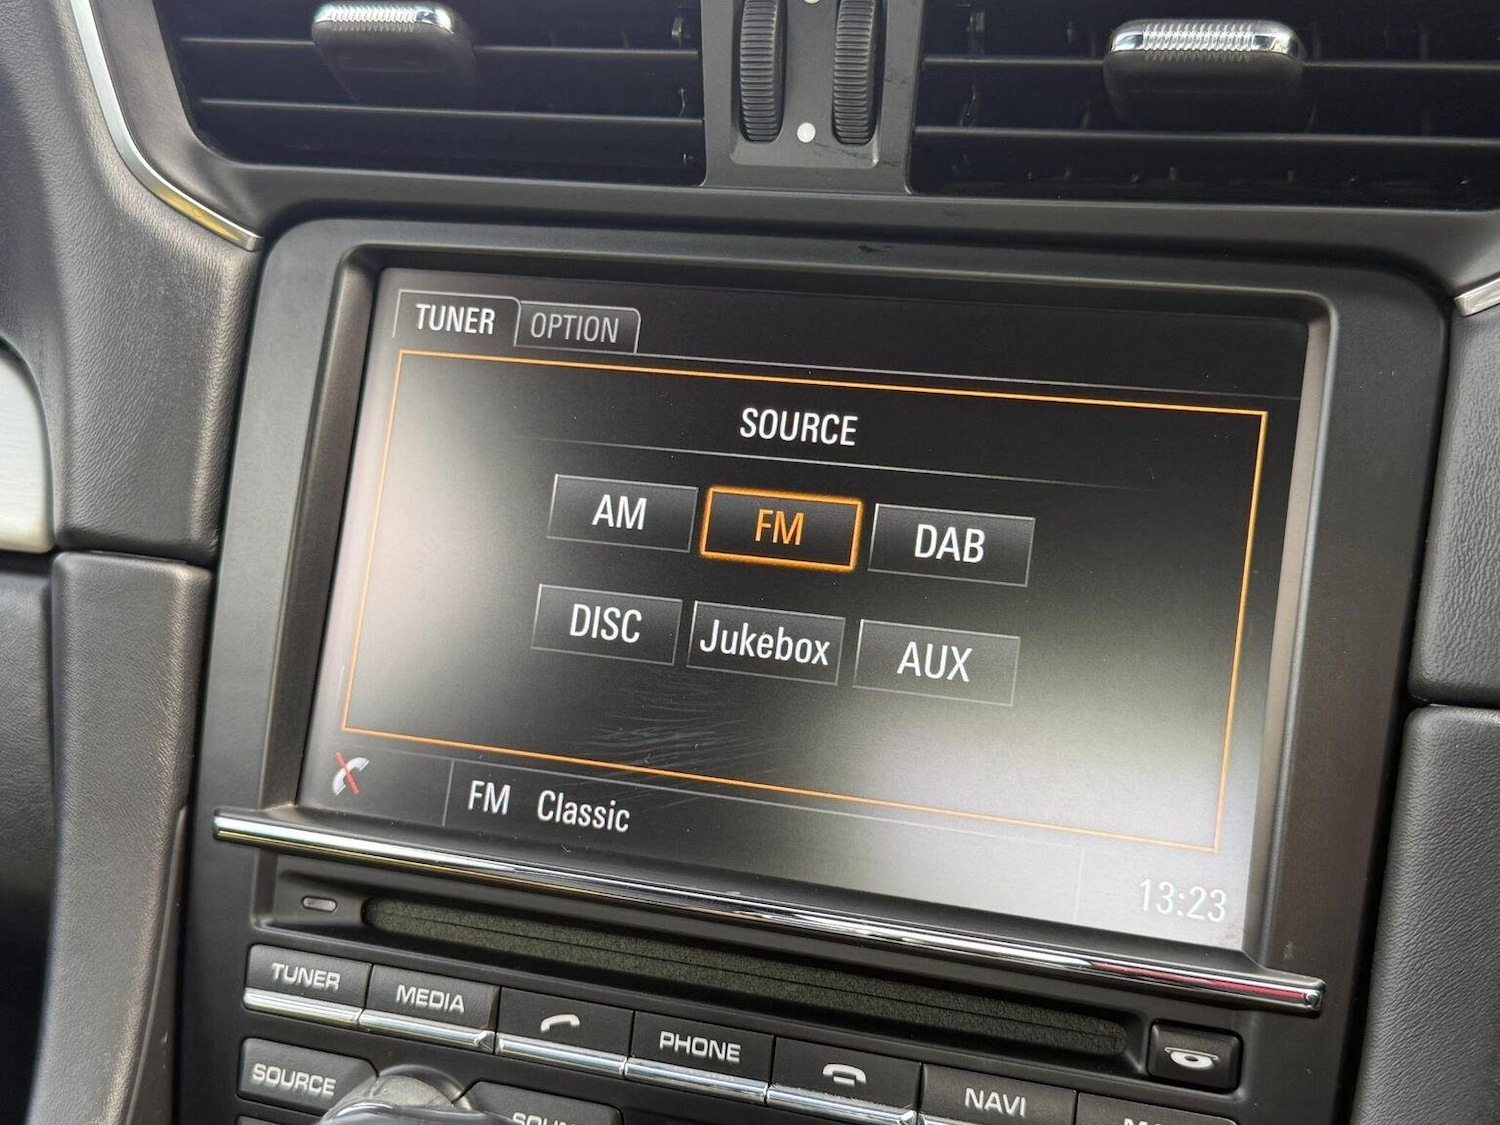 TUNER OPTION
SOURCE
AM FM DAB
DISC Jukebox AUX
FM Classic
13:23
TUNER MEDIA PHONE NAVI
SOURCE